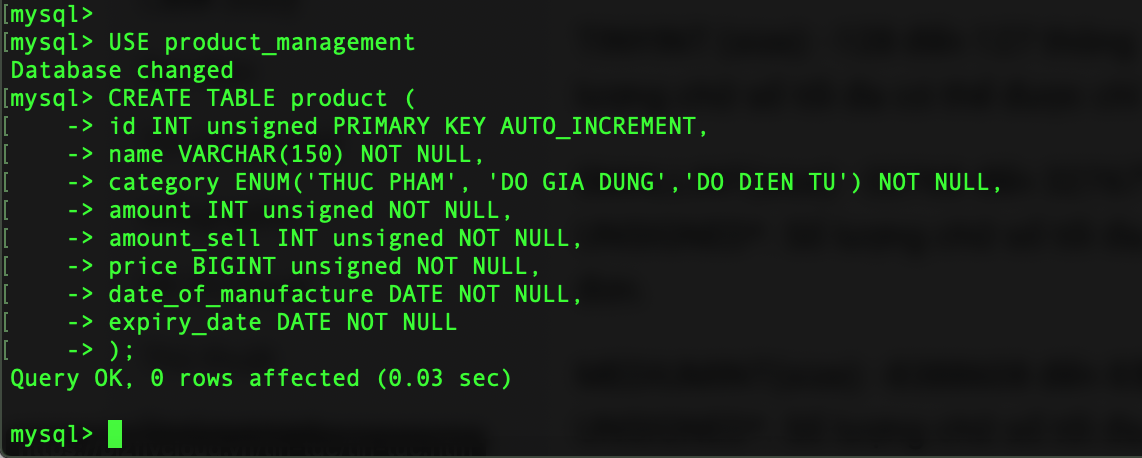 [mysql>
[mysql> USE product_management
Database changed
[mysql> CREATE TABLE product (
[    -> id INT unsigned PRIMARY KEY AUTO_INCREMENT,
[    -> name VARCHAR(150) NOT NULL,
[    -> category ENUM('THUC PHAM', 'DO GIA DUNG','DO DIEN TU') NOT NULL,
[    -> amount INT unsigned NOT NULL,
[    -> amount_sell INT unsigned NOT NULL,
[    -> price BIGINT unsigned NOT NULL,
[    -> date_of_manufacture DATE NOT NULL,
[    -> expiry_date DATE NOT NULL
[    -> );
Query OK, 0 rows affected (0.03 sec)
mysql>